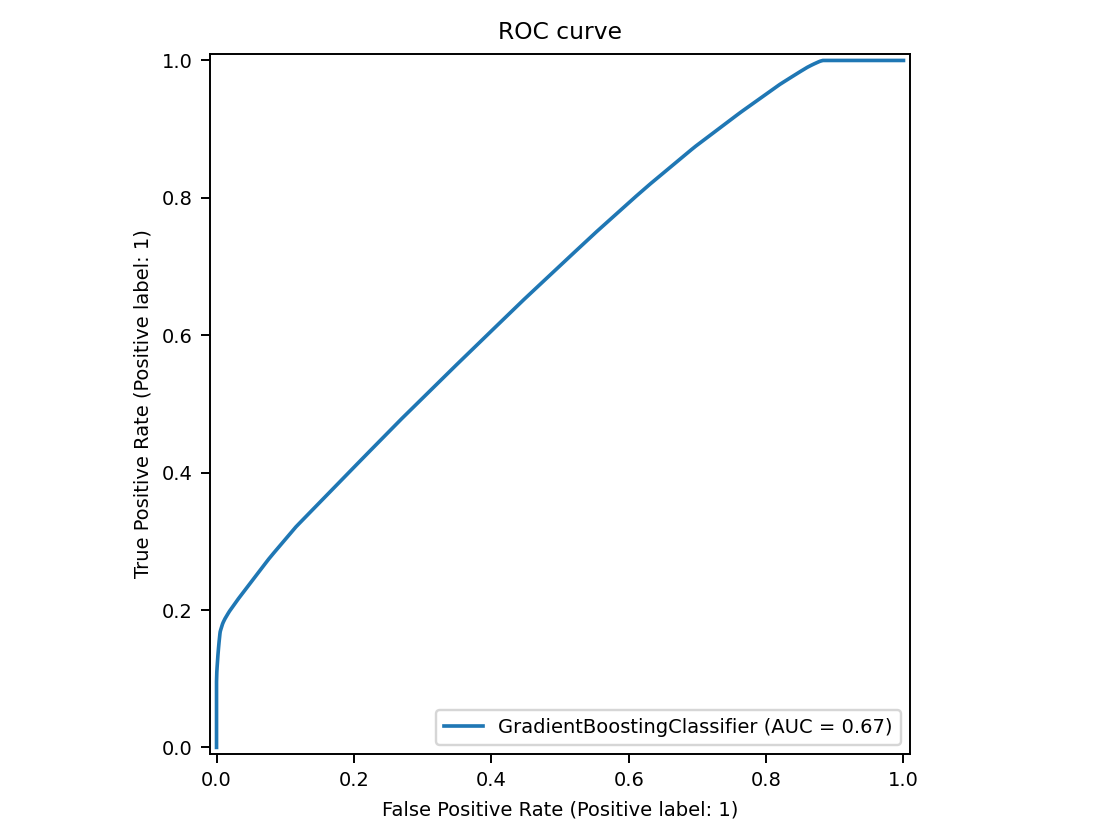 ROC curve
True Positive Rate (Positive label: 1)
1.0
0.8
0.6
0.4
0.2
0.0
GradientBoostingClassifier (AUC = 0.67)
0.0 0.2 0.4 0.6 0.8 1.0
False Positive Rate (Positive label: 1)